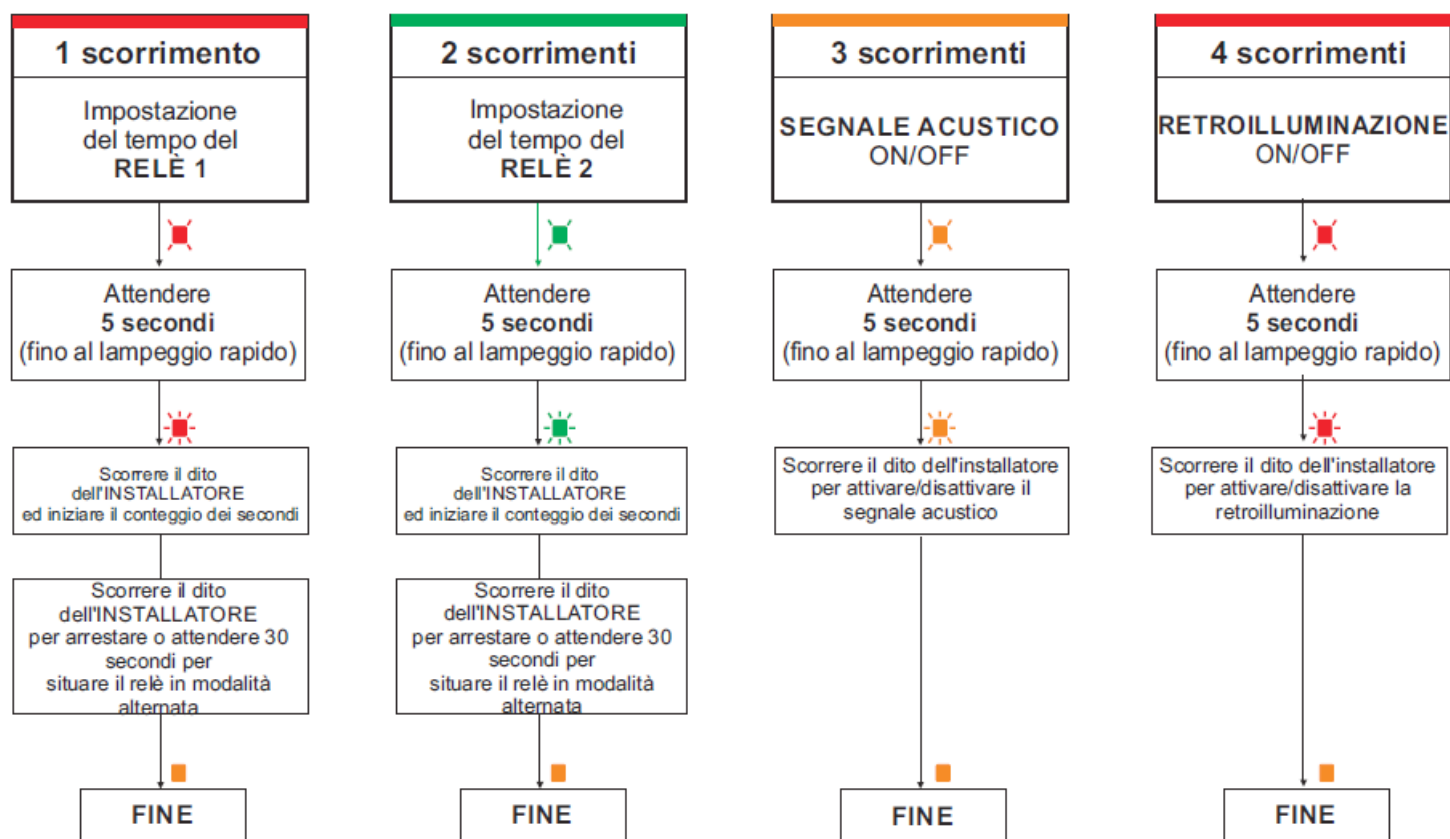 1 scorrimento
Impostazione
del tempo del
RELÈ 1
Attendere
5 secondi
(fino al lampeggio rapido)
Scorrere il dito
dell'INSTALLATORE
ed iniziare il conteggio dei secondi
Scorrere il dito
dell'INSTALLATORE
per arrestare o attendere 30
secondi per
situare il relè in modalità
alternata
FINE
2 scorrimenti
Impostazione
del tempo del
RELÈ 2
Attendere
5 secondi
(fino al lampeggio rapido)
Scorrere il dito
dell'INSTALLATORE
ed iniziare il conteggio dei secondi
Scorrere il dito
dell'INSTALLATORE
per arrestare o attendere 30
secondi per
situare il relè in modalità
alternata
FINE
3 scorrimenti
SEGNALE ACUSTICO
ON/OFF
Attendere
5 secondi
(fino al lampeggio rapido)
Scorrere il dito dell'installatore
per attivare/disattivare il
segnale acustico
FINE
4 scorrimenti
RETROILLUMINAZIONE
ON/OFF
Attendere
5 secondi
(fino al lampeggio rapido)
Scorrere il dito dell'installatore
per attivare/disattivare la
retroilluminazione
FINE